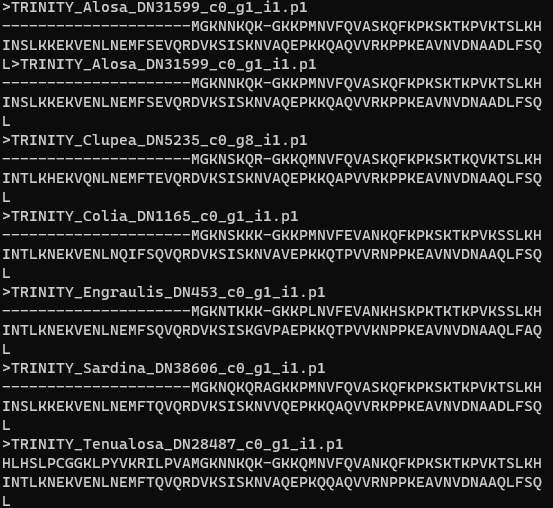 >TRINITY_Alosa_DN31599_c0_g1_i1.p1
---------------------MGKNNKQK-GKKPMNVFQVASKQFKPKSKTKPVKTSLKH
INSLKKEKVENLNEMFSEVQRDVKSISKNVAQEPKKQAQVVRKPPKEAVNVDNAADLFSQ
L>TRINITY_Alosa_DN31599_c0_g1_i1.p1
---------------------MGKNNKQK-GKKPMNVFQVASKQFKPKSKTKPVKTSLKH
INSLKKEKVENLNEMFSEVQRDVKSISKNVAQEPKKQAQVVRKPPKEAVNVDNAADLFSQ
L
>TRINITY_Clupea_DN5235_c0_g8_i1.p1
---------------------MGKNSKQR-GKKQMNVFQVASKQFKPKSKTKQVKTSLKH
INTLKHEKVQNLNEMFTEVQRDVKSISKNVAQEPKKQAPVVRKPPKEAVNVDNAAQLFSQ
L
>TRINITY_Colia_DN1165_c0_g1_i1.p1
---------------------MGKNSKKK-GKKPMNVFEVANKQFKPKSKTKPVKSSLKH
INTLKNEKVENLNQIFSQVQRDVKSISKNVAVEPKKQTPVVRNPPKEAVNVDNAAQLFSQ
L
>TRINITY_Engraulis_DN453_c0_g1_i1.p1
---------------------MGKNTKKK-GKKPLNVFEVANKHSKPKTKTKPVKSSLKH
INTLKNEKVENLNEMFSQVQRDVKSISKGVPAEPKKQTPVVKNPPKEAVNVDNAAQLFAQ
L
>TRINITY_Sardina_DN38606_c0_g1_i1.p1
---------------------MGKNQKQRAGKKPMNVFQVASKQFKPKSKTKPVKTSLKH
INSLKKEKVENLNEMFTQVQRDVKSISKNVVQEPKKQAQVVRKPPKEAVNVDNAADLFSQ
L
>TRINITY_Tenualosa_DN28487_c0_g1_i1.p1
HLHSLPCGGKLPYVKRILPVAMGKNNKQK-GKKQMNVFQVANKQFKPKSKTKPVKTSLKH
INTLKNEKVENLNEMFTQVQRDVKSISKNVAQEPKQQAQVVRNPPKEAVNVDNAADLFSQ
L